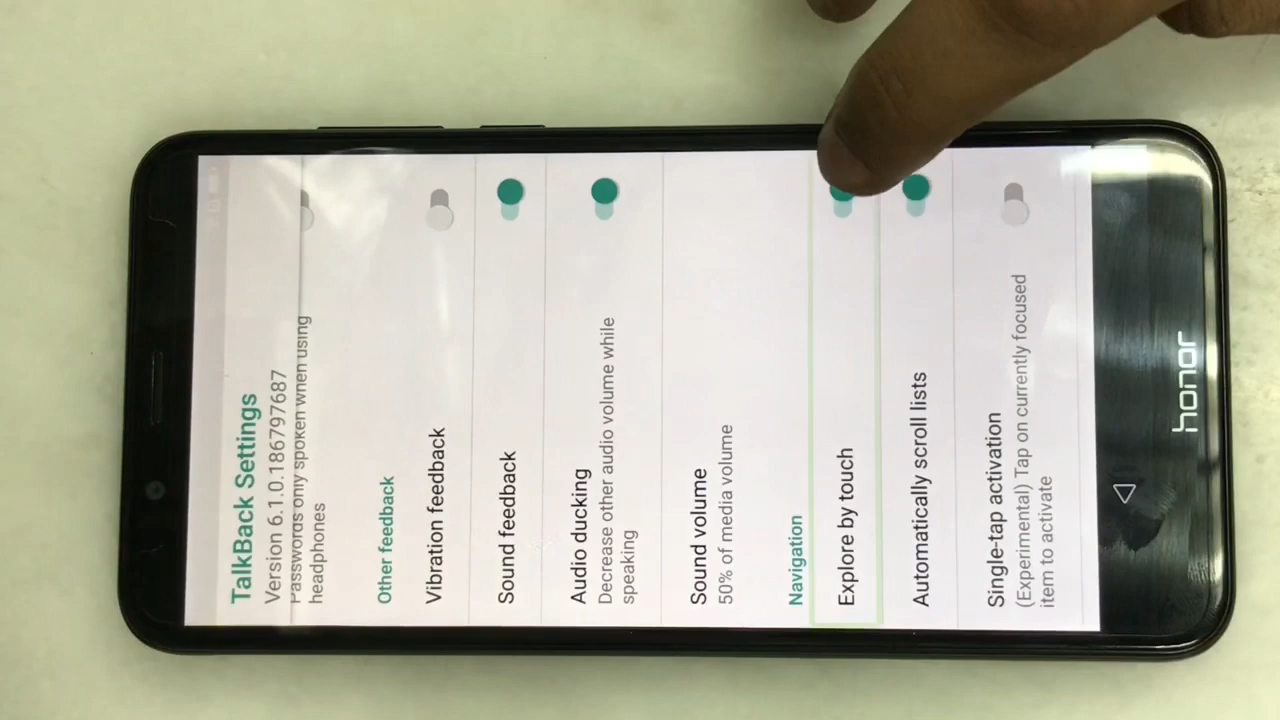 TalkBack Settings
Version 6.1.0.186797687
Passwords only spoken when using
headphones
Other feedback
Vibration feedback
Sound feedback
Audio ducking
Decrease other audio volume while
speaking
Sound volume
50% of media volume
Navigation
Explore by touch
Automatically scroll lists
Single-tap activation
(Experimental) Tap on currently focused
item to activate
honor